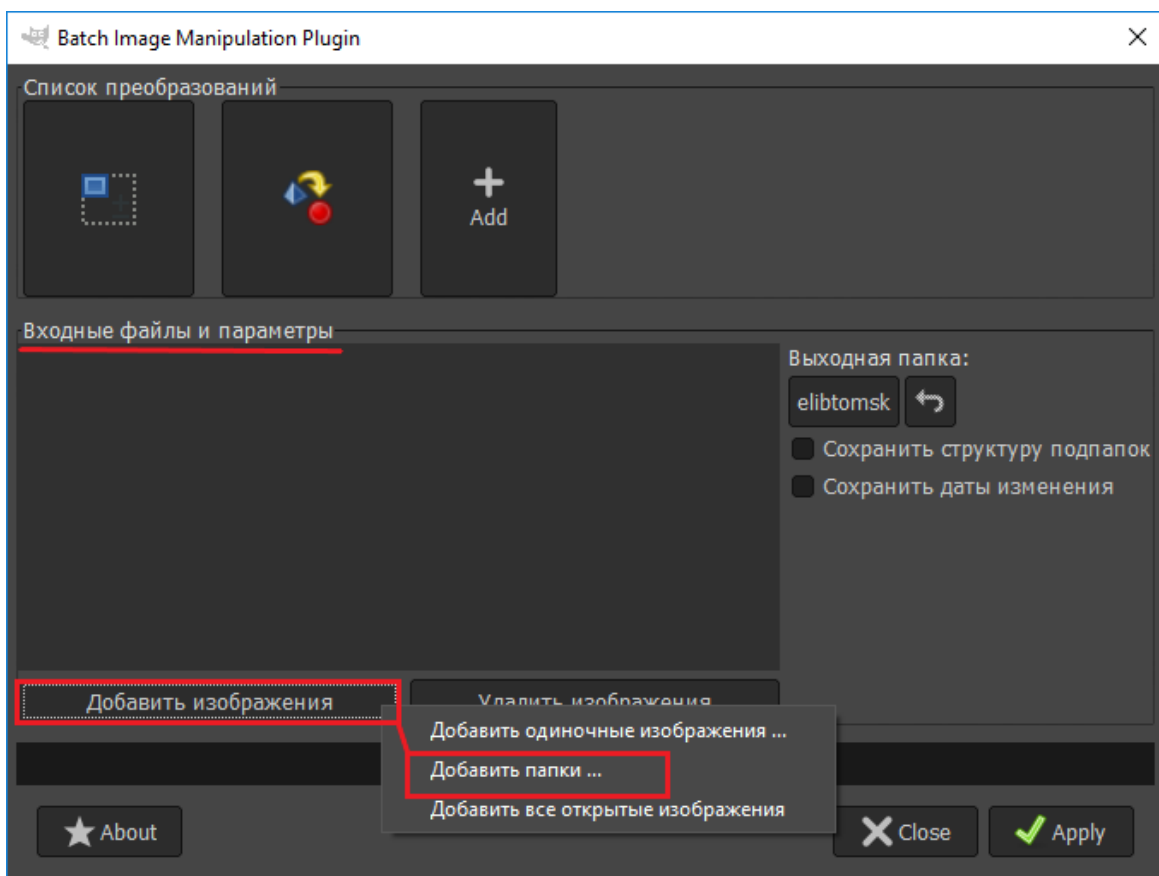 Batch Image Manipulation Plugin
Список преобразований
Add
Входные файлы и параметры
Выходная папка:
elibtomsk
Сохранить структуру подпапок
Сохранить даты изменения
Добавить изображения
Удалить изображения
Добавить одиночные изображения ...
Добавить папки ...
Добавить все открытые изображения
About
Close
Apply